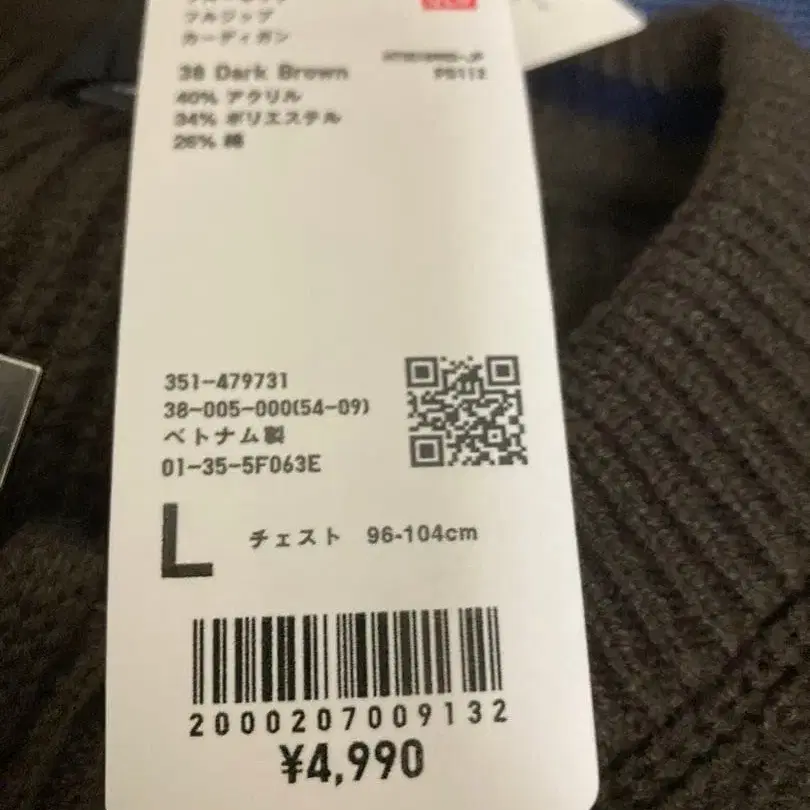 フルジップ
カーディガン
38 Dark Brown
40% アクリル
34% ポリエステル
26% 綿
351-479731
38-005-000(54-09)
ベトナム製
01-35-5F063E
L チェスト 96-104cm
2000207009132
¥4,990